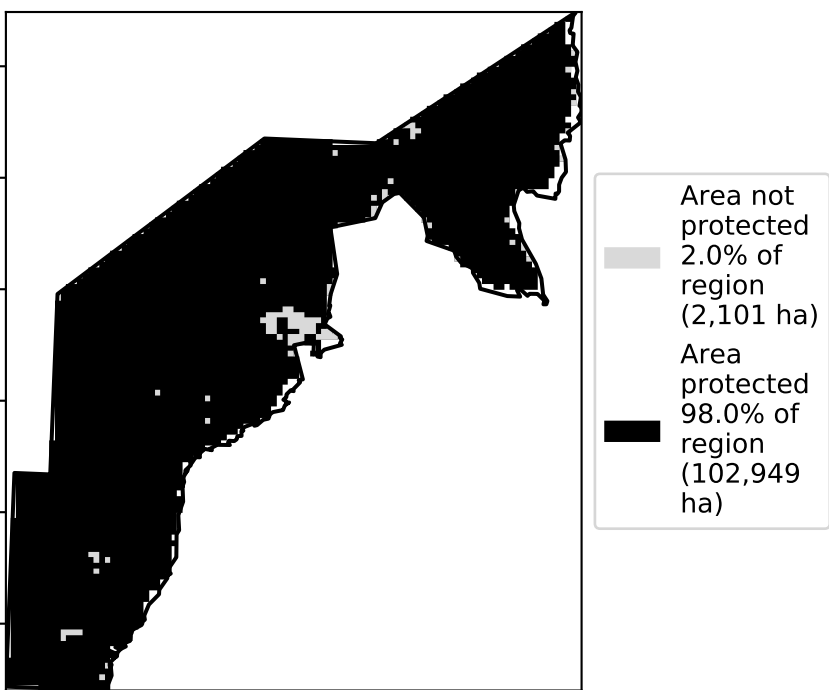 Area not
protected
2.0% of
region
(2,101 ha)
Area
protected
98.0% of
region
(102,949
ha)